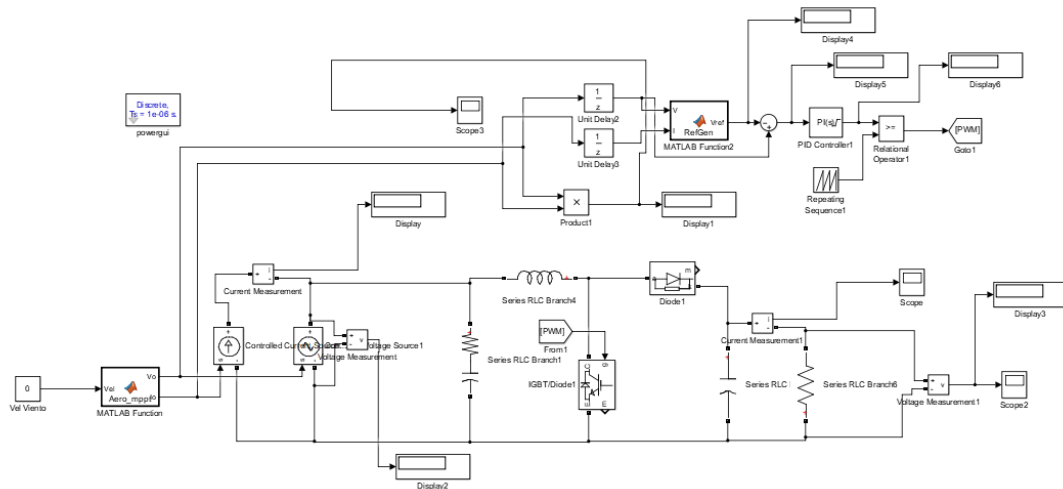 Display4
Display5
Display6
Discrete,
Ts = 1e-06 s.
powergui
Scope3
1
z
Unit Delay2
1
z
Unit Delay3
V
I
Vref
RefGen
MATLAB Function2
PI(s)
PID Controller1
>=
Relational
Operator1
[PWM]
Goto1
Repeating
Sequence1
×
Product1
Display1
Display
+
-
i
Current Measurement
Series RLC Branch4
a
k
m
Diode1
Scope
Display3
+
-
i
Current Measurement1
Controlled Current
Voltage Source1
+
-
v
Voltage Measurement
[PWM]
From1
Series RLC Branch1
g
C
E
IGBT/Diode1
Series RLC
Series RLC Branch6
+
-
v
Voltage Measurement1
Scope2
0
Vel Viento
Vel
Vo
Io
Aero_mppt
MATLAB Function
Display2